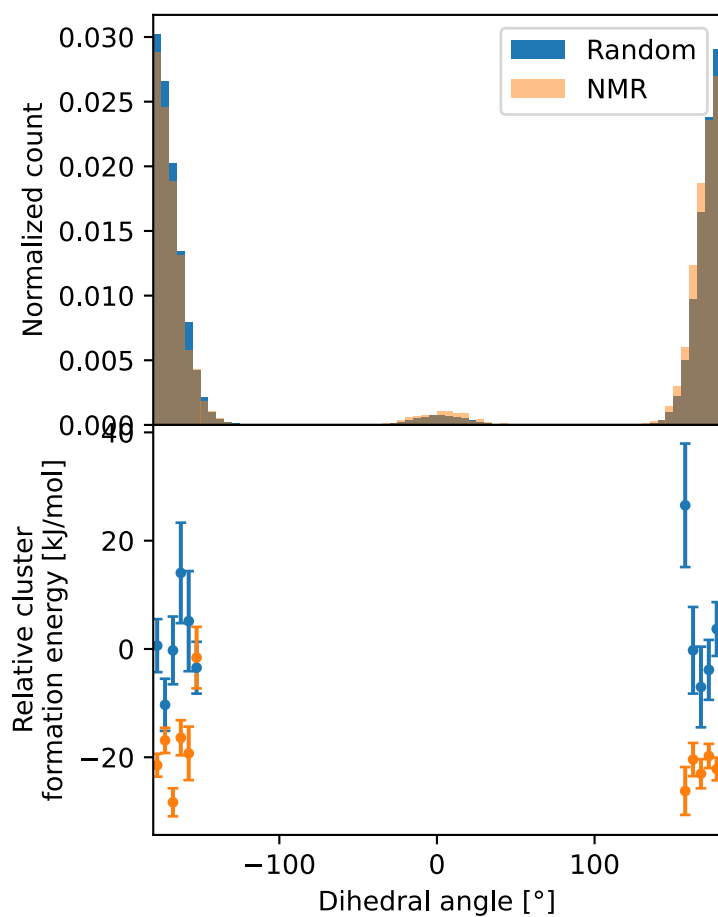 0.030
0.025
0.020
0.015
0.010
0.005
0.000
Normalized count
Random
NMR
40
20
0
−20
Relative cluster
formation energy [kJ/mol]
−100
0
100
Dihedral angle [°]